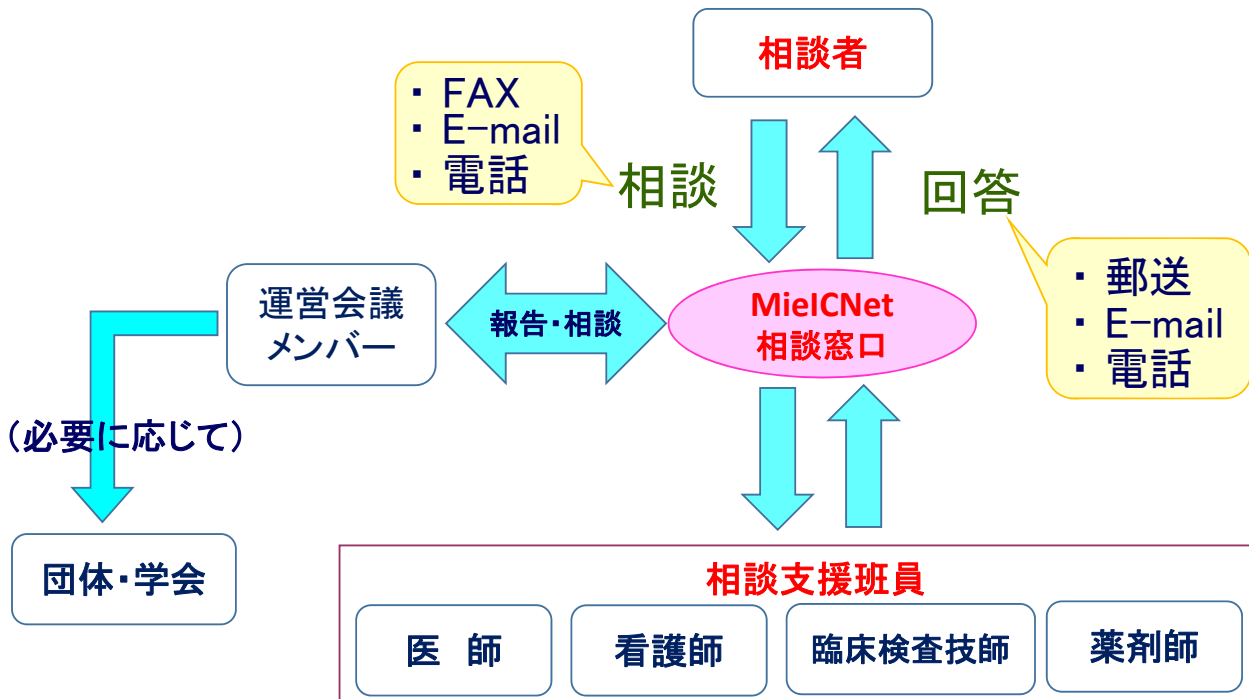 相談者
・ FAX
・ E-mail
・ 電話
相談
回答
・ 郵送
・ E-mail
・ 電話
運営会議
メンバー
報告・相談
MieICNet
相談窓口
（必要に応じて）
団体・学会
相談支援班員
医　師
看護師
臨床検査技師
薬剤師